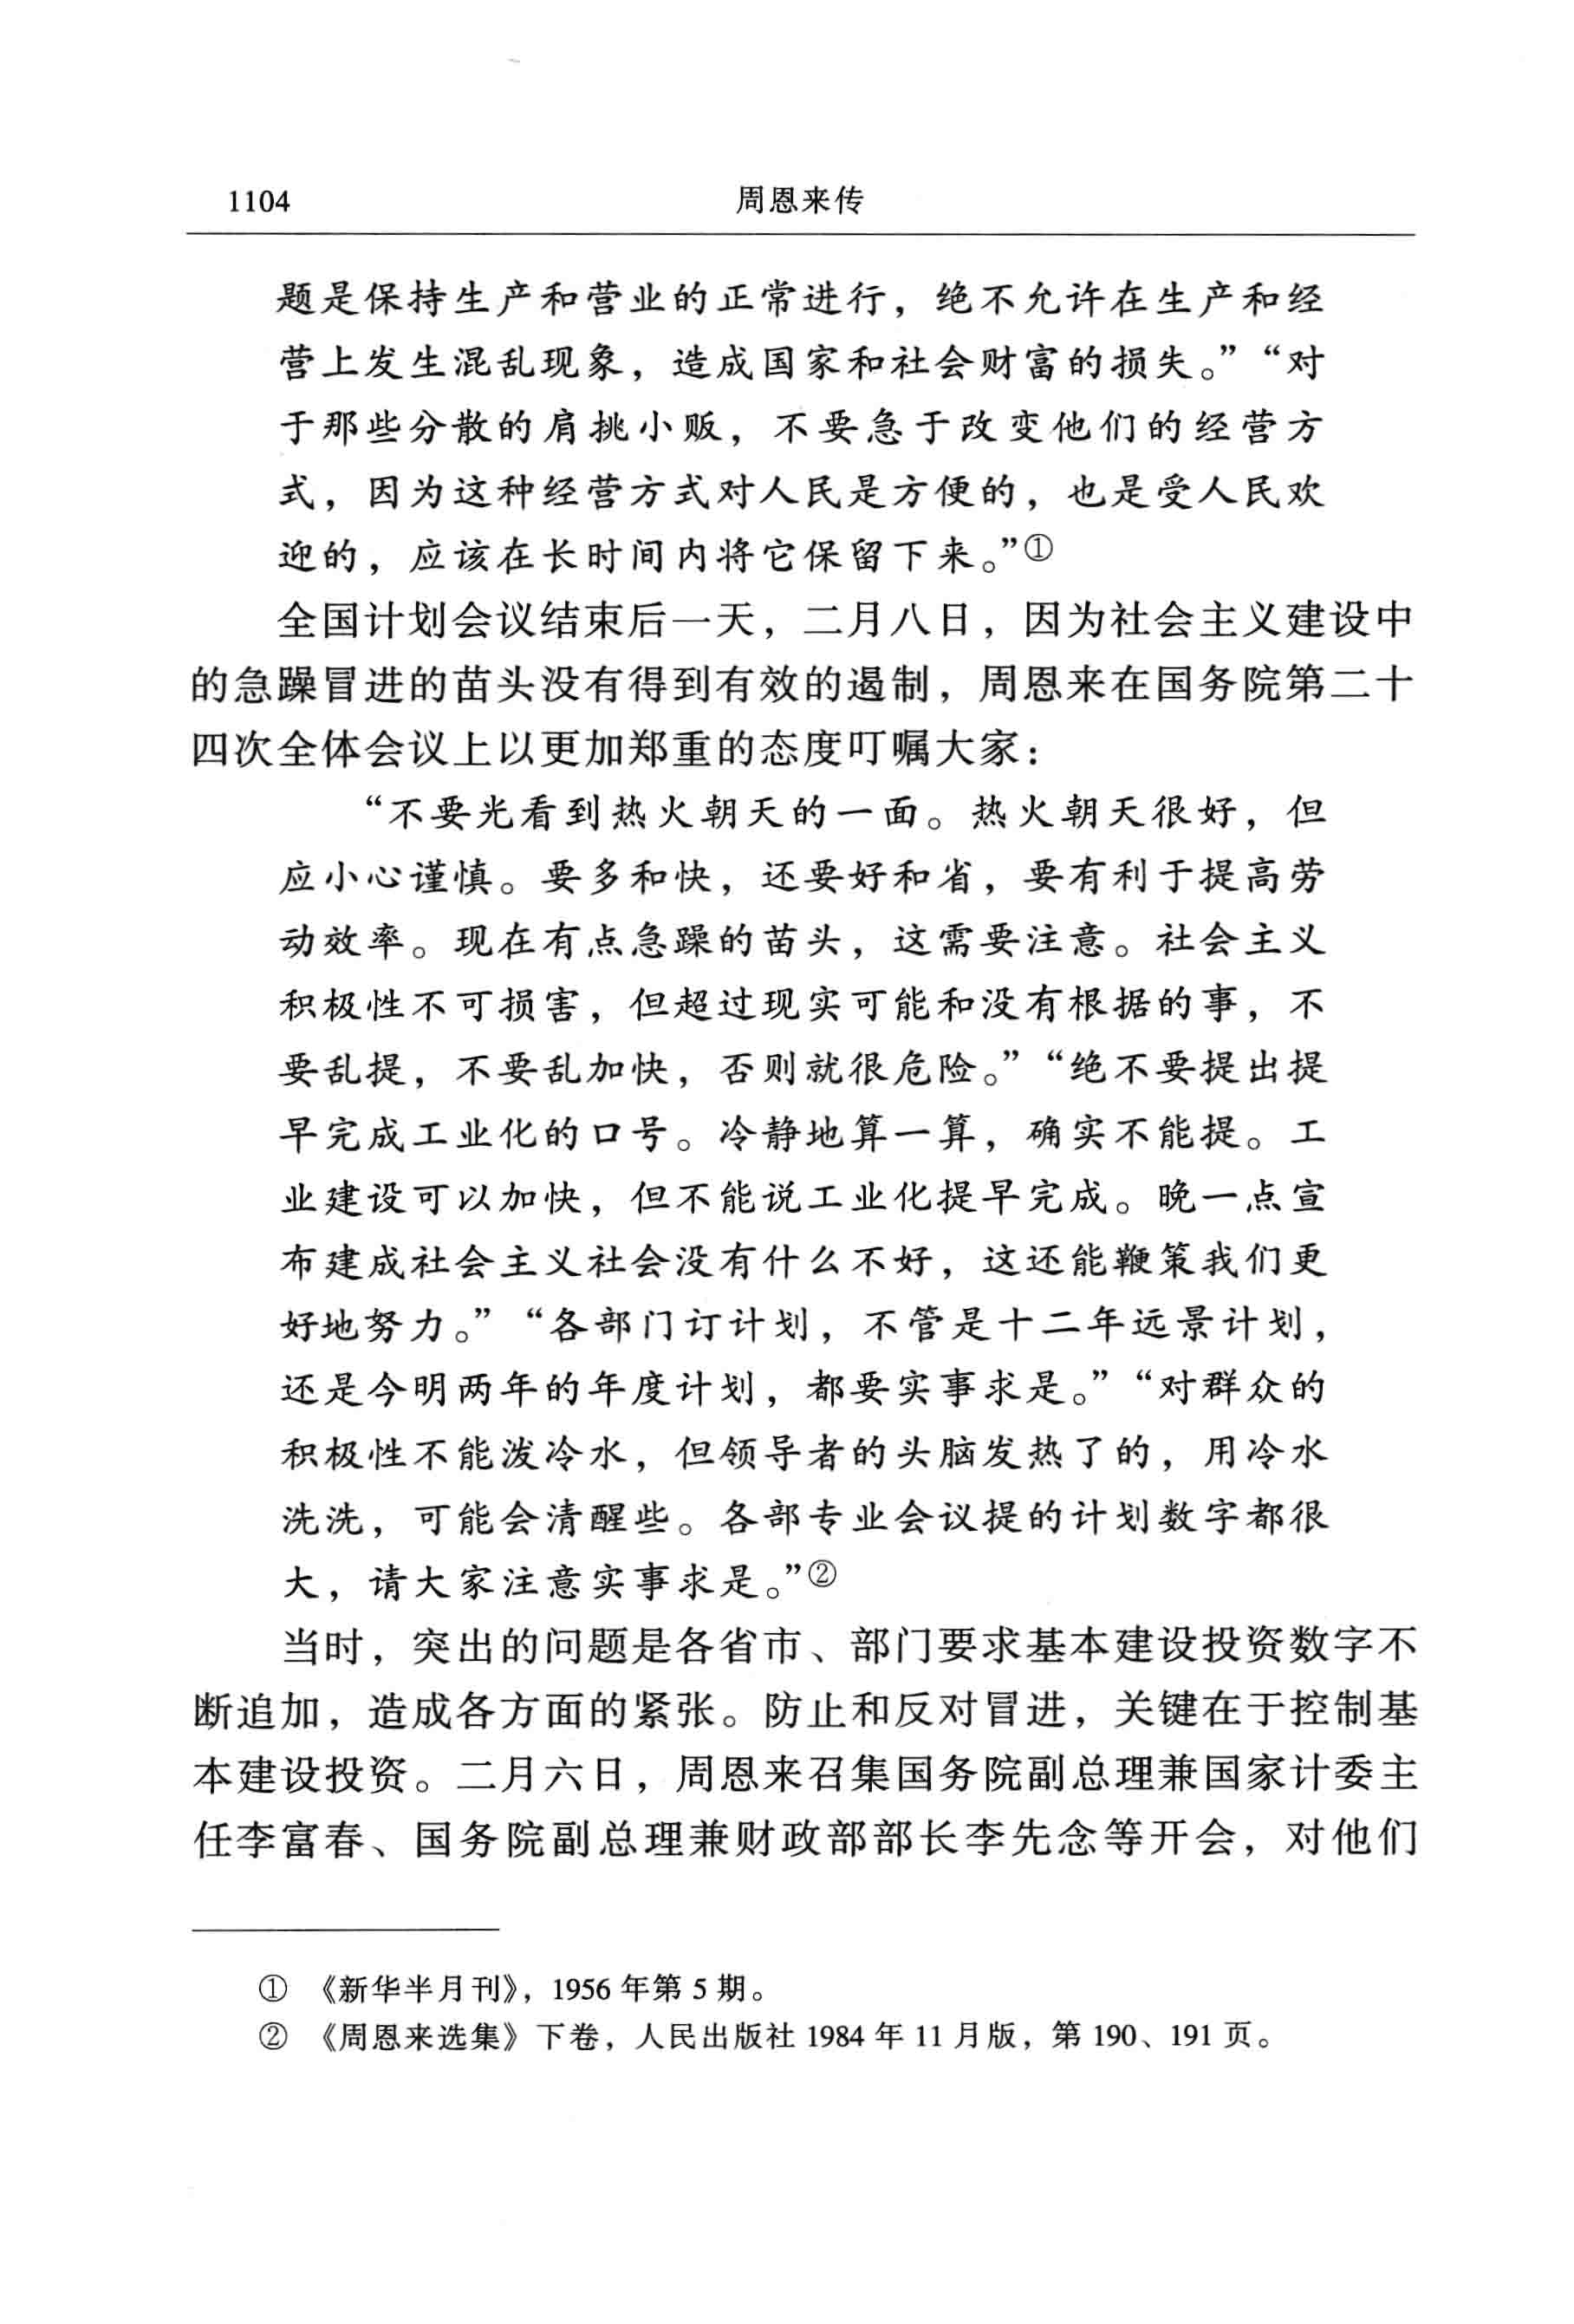 1104 周恩来传
题是保持生产和营业的正常进行，绝不允许在生产和经
营上发生混乱现象，造成国家和社会财富的损失。”“对
于那些分散的肩挑小贩，不要急于改变他们的经营方
式，因为这种经营方式对人民是方便的，也是受人民欢
迎的，应该在长时间内将它保留下来。”①
全国计划会议结束后一天，二月八日，因为社会主义建设中
的急躁冒进的苗头没有得到有效的遏制，周恩来在国务院第二十
四次全体会议上以更加郑重的态度叮嘱大家：
“不要光看到热火朝天的一面。热火朝天很好，但
应小心谨慎。要多和快，还要好和省，要有利于提高劳
动效率。现在有点急躁的苗头，这需要注意。社会主义
积极性不可损害，但超过现实可能和没有根据的事，不
要乱提，不要乱加快，否则就很危险。”“绝不要提出提
早完成工业化的口号。冷静地算一算，确实不能提。工
业建设可以加快，但不能说工业化提早完成。晚一点宣
布建成社会主义社会没有什么不好，这还能鞭策我们更
好地努力。”“各部门订计划，不管是十二年远景计划，
还是今明两年的年度计划，都要实事求是。”“对群众的
积极性不能泼冷水，但领导者的头脑发热了的，用冷水
洗洗，可能会清醒些。各部专业会议提的计划数字都很
大，请大家注意实事求是。”②
当时，突出的问题是各省市、部门要求基本建设投资数字不
断追加，造成各方面的紧张。防止和反对冒进，关键在于控制基
本建设投资。二月六日，周恩来召集国务院副总理兼国家计委主
任李富春、国务院副总理兼财政部部长李先念等开会，对他们
① 《新华半月刊》，1956 年第 5 期。
② 《周恩来选集》下卷，人民出版社 1984 年 11 月版，第 190、191 页。